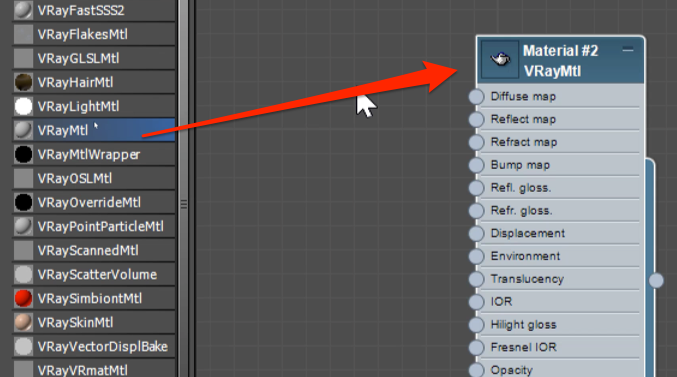 VRayFastSSS2
VRayFlakesMtl
VRayGLSLMtl
VRayHairMtl
VRayLightMtl
VRayMtl
VRayMtlWrapper
VRayOSLMtl
VRayOverrideMtl
VRayPointParticleMtl
VRayScannedMtl
VRayScatterVolume
VRaySimbiontMtl
VRaySkinMtl
VRayVectorDisplBake
VRayVRmatMtl
Material #2
VRayMtl
Diffuse map
Reflect map
Refract map
Bump map
Refl. gloss.
Refr. gloss.
Displacement
Environment
Translucency
IOR
Hilight gloss
Fresnel IOR
Opacity